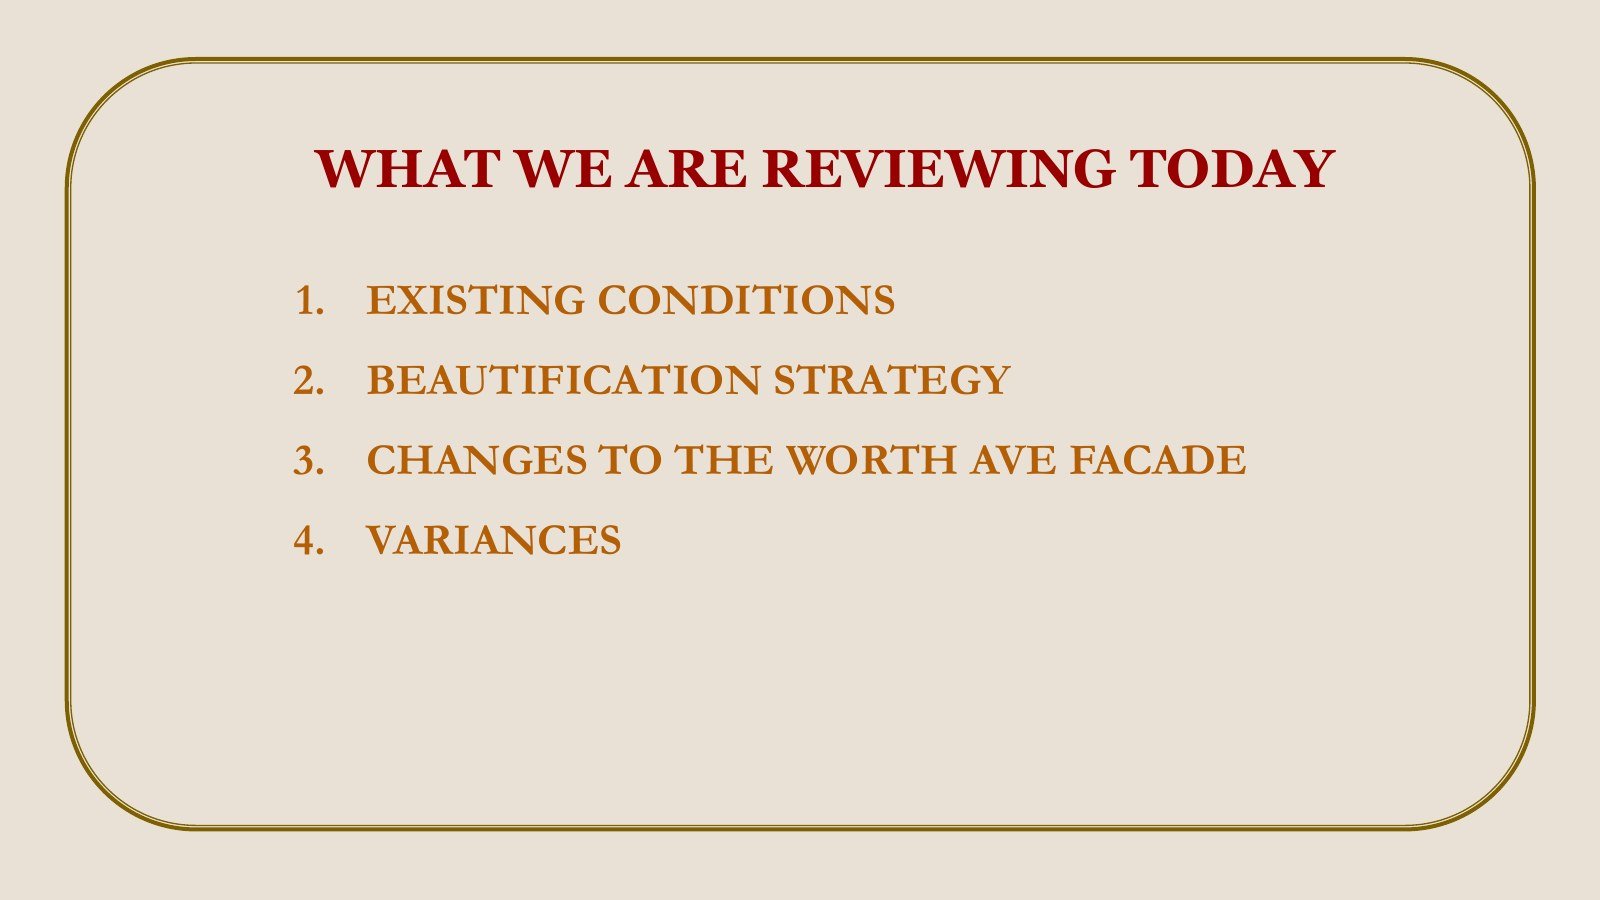 WHAT WE ARE REVIEWING TODAY
1. EXISTING CONDITIONS
2. BEAUTIFICATION STRATEGY
3. CHANGES TO THE WORTH AVE FACADE
4. VARIANCES